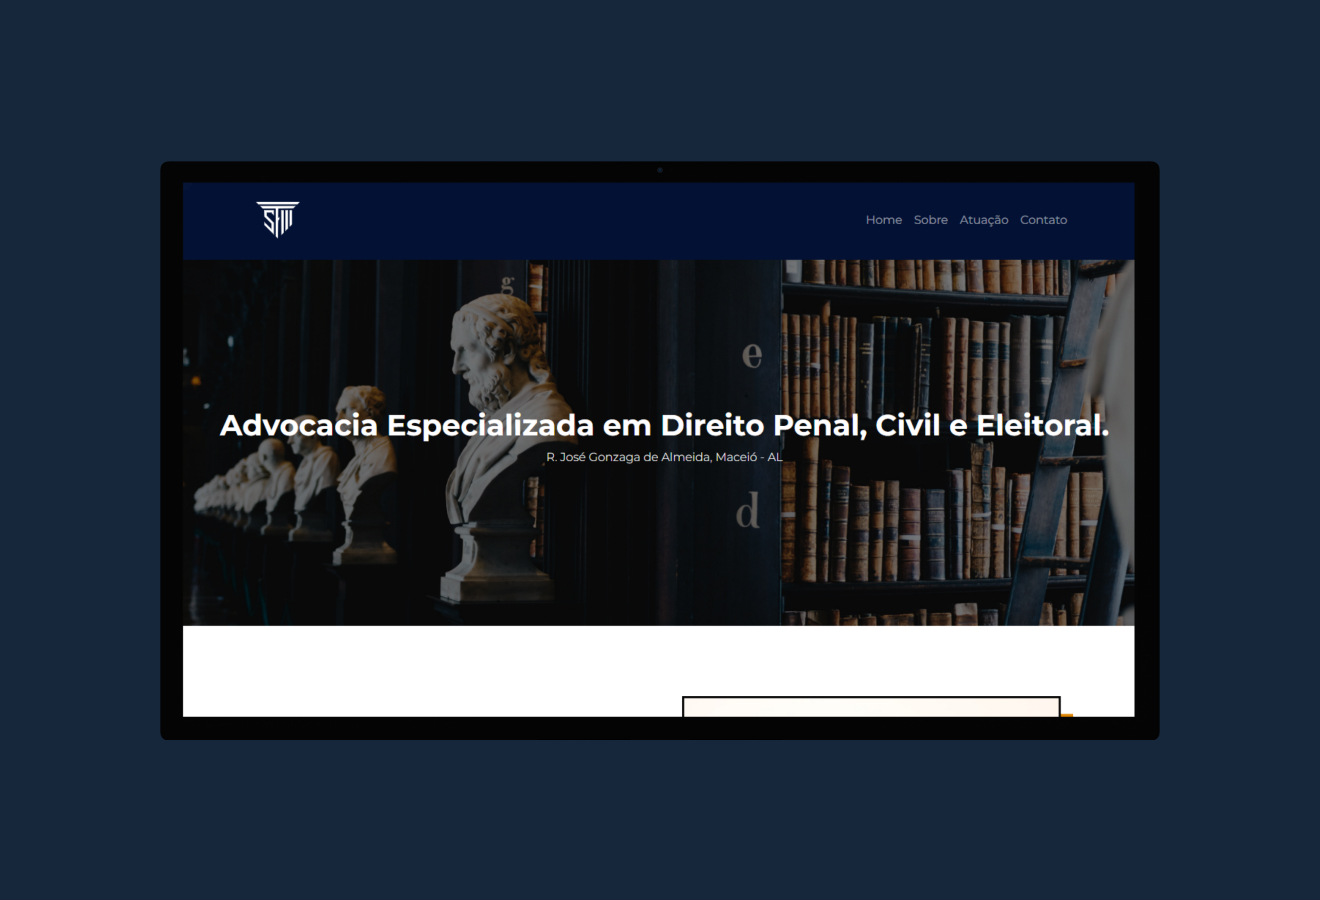 Home Sobre Atuação Contato
g
e
Advocacia Especializada em Direito Penal, Civil e Eleitoral.
R. José Gonzaga de Almeida, Maceió - AL
d